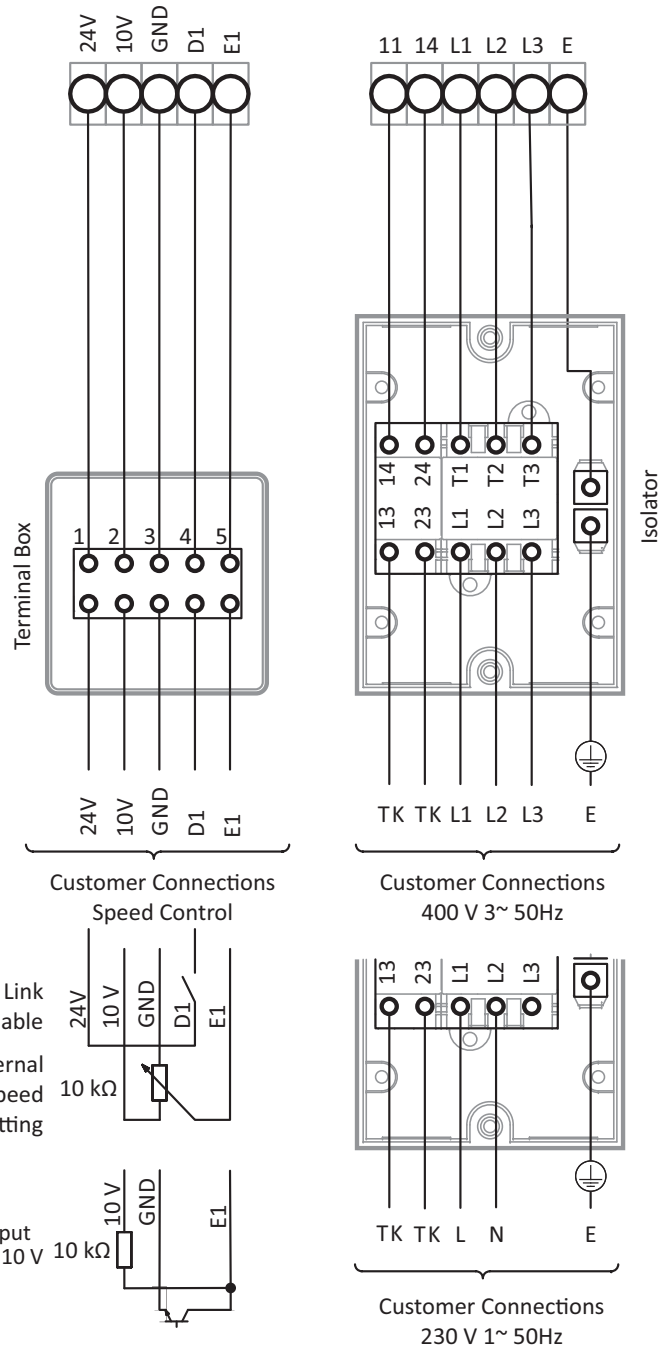 24V 10V GND D1 E1
11 14 L1 L2 L3 E
Terminal Box
1 2 3 4 5
14 24 T1 T2 T3
13 23 L1 L2 L3
Isolator
24V 10V GND D1 E1
Customer Connections
Speed Control
TK TK L1 L2 L3 E
Customer Connections
400 V 3~ 50Hz
Link
able
24V 10 V GND D1 E1
ernal
peed
tting
10 kΩ
10 V GND E1
put
10 V
10 kΩ
13 23 L1 L2 L3
TK TK L N E
Customer Connections
230 V 1~ 50Hz